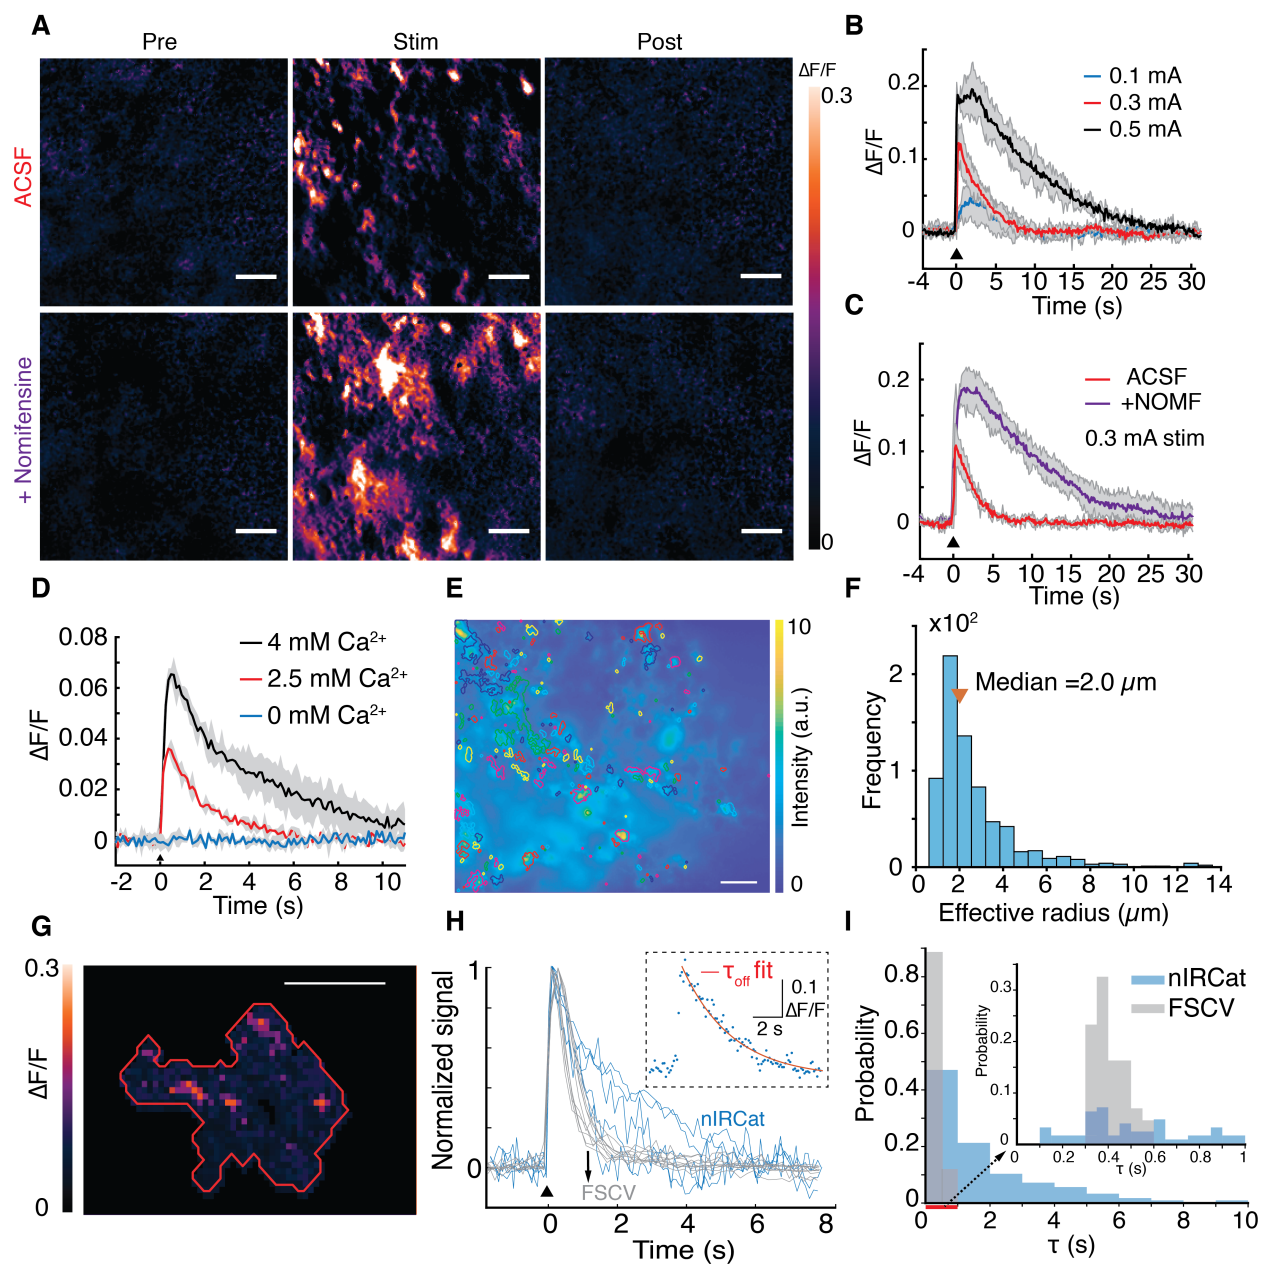 A
Pre
Stim
Post
ACSF
+ Nomifensine
ΔF/F
0.3
0
B
0.2
0.1
0
ΔF/F
0.1 mA
0.3 mA
0.5 mA
-4 0 5 10 15 20 25 30
Time (s)
C
0.2
0.1
0
ΔF/F
ACSF
+NOMF
0.3 mA stim
-4 0 5 10 15 20 25 30
Time (s)
D
0.08
0.06
0.04
0.02
0
ΔF/F
4 mM Ca²⁺
2.5 mM Ca²⁺
0 mM Ca²⁺
-2 0 2 4 6 8 10
Time (s)
E
10
0
Intensity (a.u.)
F
x10²
2
1
0
Frequency
Median =2.0 µm
0 2 4 6 8 10 12 14
Effective radius (µm)
G
0.3
0
ΔF/F
H
1
0
Normalized signal
τoff fit
0.1
ΔF/F
2 s
nIRCat
FSCV
0 2 4 6 8
Time (s)
I
0.8
0.6
0.4
0.2
0
Probability
0.3
0.2
0.1
0
Probability
nIRCat
FSCV
0.2 0.4 0.6 0.8 1
τ (s)
0 2 4 6 8 10
τ (s)